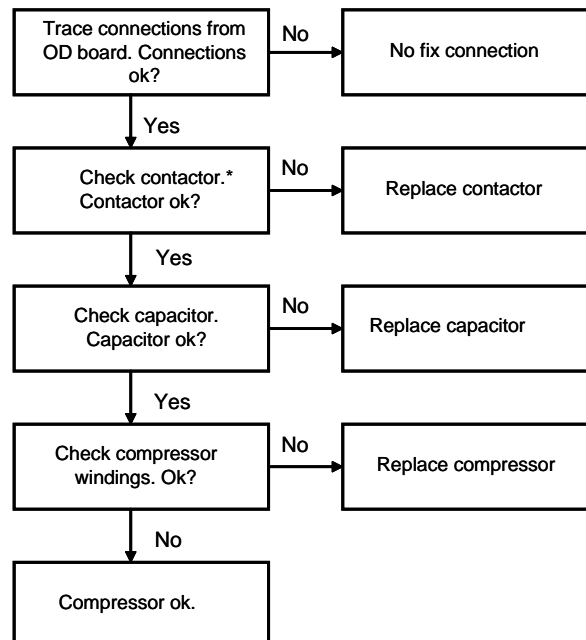 Trace connections from
OD board. Connections
ok?
No
No fix connection
Yes
Check contactor.*
Contactor ok?
No
Replace contactor
Yes
Check capacitor.
Capacitor ok?
No
Replace capacitor
Yes
Check compressor
windings. Ok?
No
Replace compressor
No
Compressor ok.